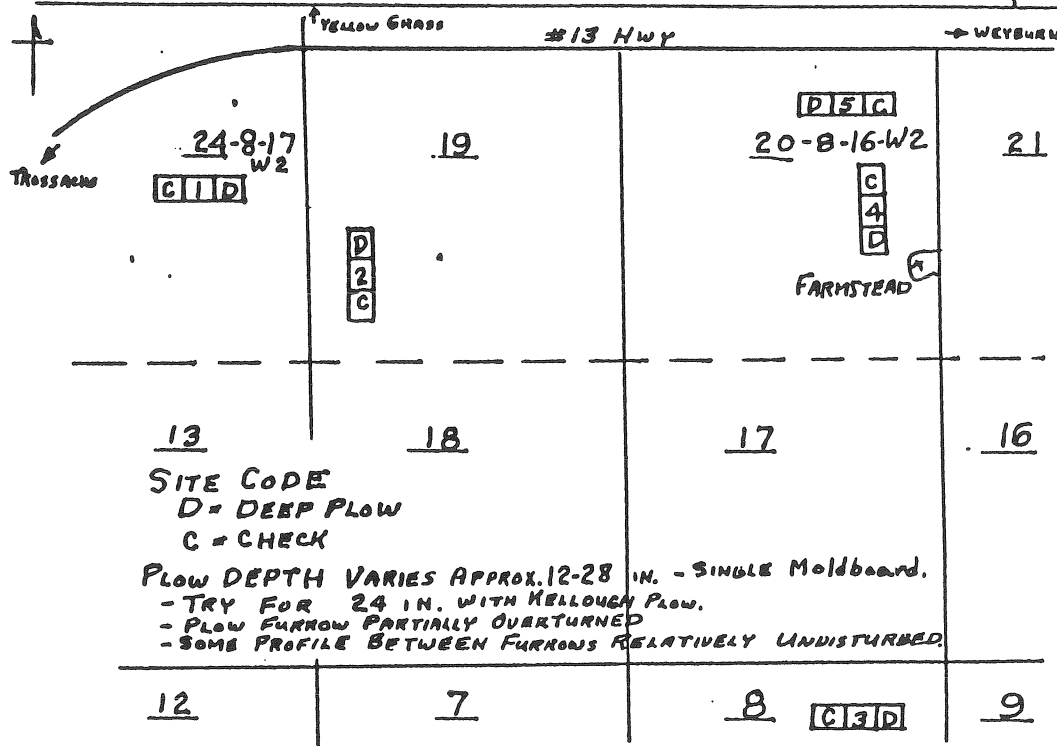 YELLOW GRASS
#13 HWY
WEYBURN
24-8-17
W2
19
D 5 C
20-8-16-W2
21
TROSSACHS
C 1 D
D
2
C
C
4
D
FARMSTEAD
13
18
17
16
SITE CODE
D = DEEP PLOW
C = CHECK
PLOW DEPTH VARIES APPROX. 12-28 IN. - SINGLE MOLDBOARD.
- TRY FOR 24 IN. WITH KELLOUGH PLOW.
- PLOW FURROW PARTIALLY OVERTURNED
- SOME PROFILE BETWEEN FURROWS RELATIVELY UNDISTURBED.
12
7
8
C 3 D
9